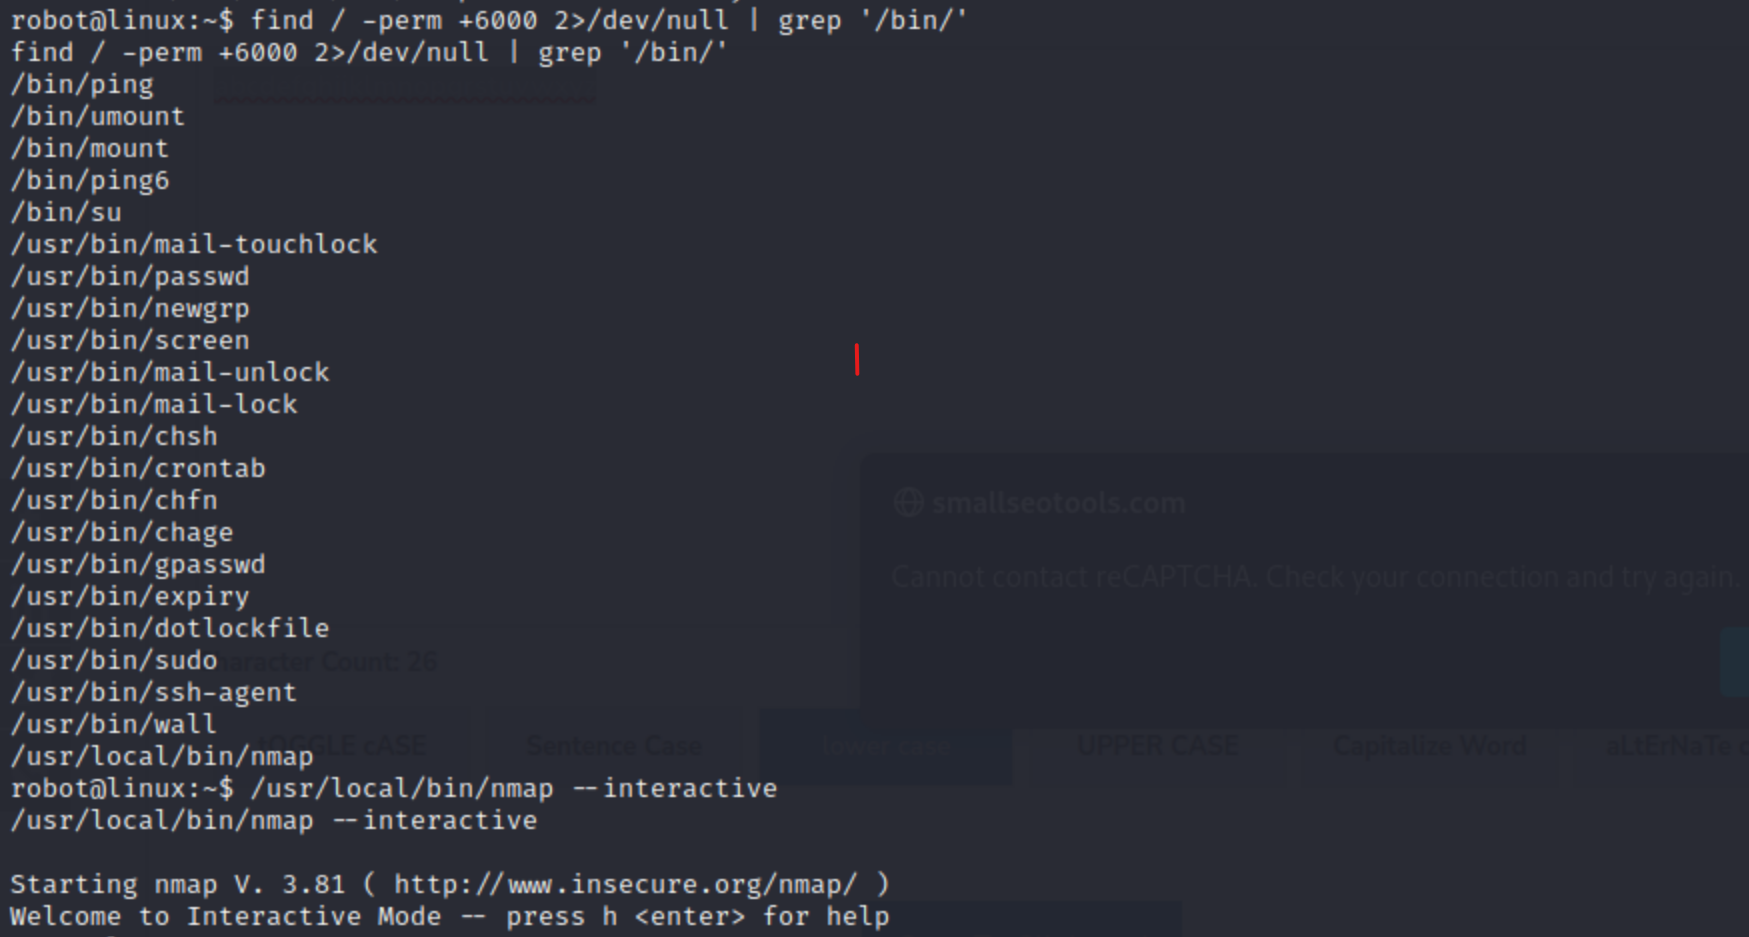 robot@linux:~$ find / -perm +6000 2>/dev/null | grep '/bin/'
find / -perm +6000 2>/dev/null | grep '/bin/'
/bin/ping
/bin/umount
/bin/mount
/bin/ping6
/bin/su
/usr/bin/mail-touchlock
/usr/bin/passwd
/usr/bin/newgrp
/usr/bin/screen
/usr/bin/mail-unlock
/usr/bin/mail-lock
/usr/bin/chsh
/usr/bin/crontab
smallseotools.com
/usr/bin/chfn
/usr/bin/chage
/usr/bin/gpasswd
Cannot contact reCAPTCHA. Check your connection and try again.
/usr/bin/expiry
/usr/bin/dotlockfile
/usr/bin/sudo
Count: 26
/usr/bin/ssh-agent
/usr/bin/wall
tOGGLE cASE Sentence Case lower case UPPER CASE Capitalize Word aLtErNaTe
/usr/local/bin/nmap
robot@linux:~$ /usr/local/bin/nmap --interactive
/usr/local/bin/nmap --interactive
Starting nmap V. 3.81 ( http://www.insecure.org/nmap/ )
Welcome to Interactive Mode -- press h <enter> for help